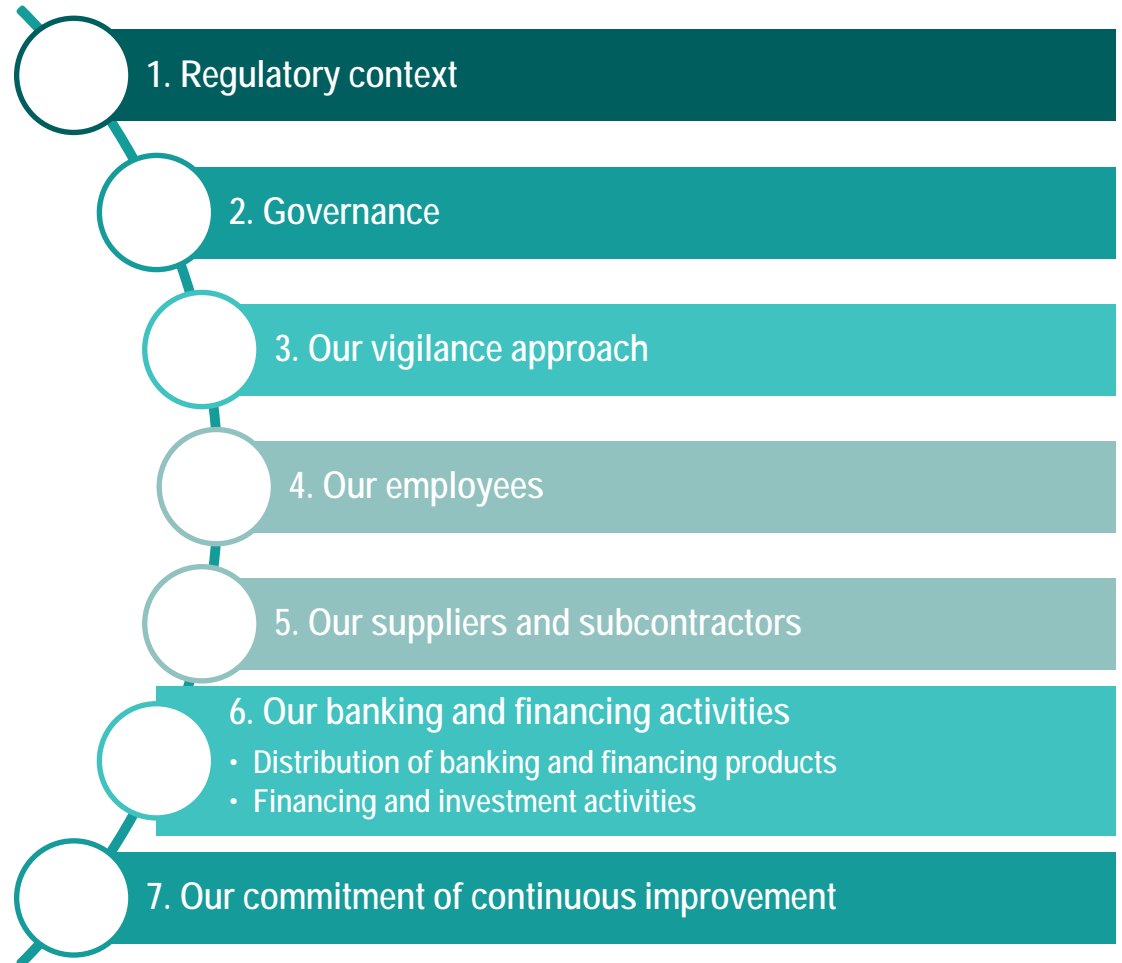 1. Regulatory context
2. Governance
3. Our vigilance approach
4. Our employees
5. Our suppliers and subcontractors
6. Our banking and financing activities
• Distribution of banking and financing products
• Financing and investment activities
7. Our commitment of continuous improvement